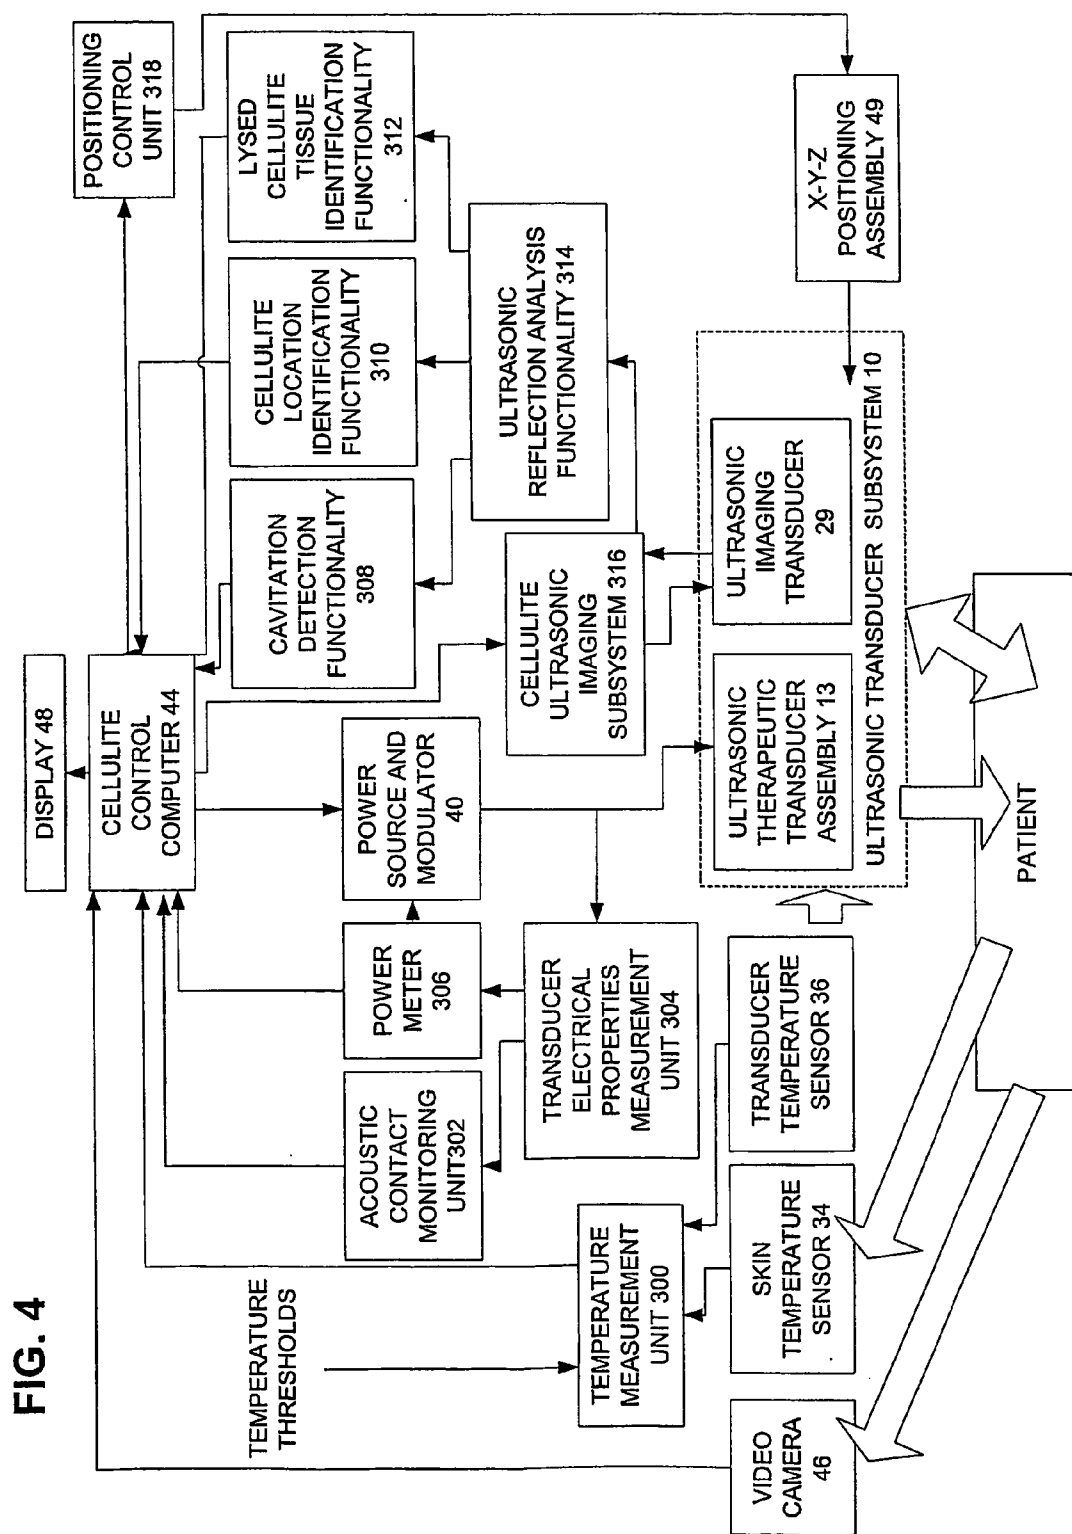 FIG. 4
DISPLAY 48
CELLULITE
CONTROL
COMPUTER 44
POSITIONING
CONTROL
UNIT 318
TEMPERATURE
THRESHOLDS
ACOUSTIC
CONTACT
MONITORING
UNIT302
POWER
METER
306
POWER
SOURCE AND
MODULATOR
40
CAVITATION
DETECTION
FUNCTIONALITY
308
CELLULITE
LOCATION
IDENTIFICATION
FUNCTIONALITY
310
LYSED
CELLULITE
TISSUE
IDENTIFICATION
FUNCTIONALITY
312
TEMPERATURE
MEASUREMENT
UNIT 300
TRANSDUCER
ELECTRICAL
PROPERTIES
MEASUREMENT
UNIT 304
CELLULITE
ULTRASONIC
IMAGING
SUBSYSTEM 316
ULTRASONIC
REFLECTION ANALYSIS
FUNCTIONALITY 314
VIDEO
CAMERA
46
SKIN
TEMPERATURE
SENSOR 34
TRANSDUCER
TEMPERATURE
SENSOR 36
ULTRASONIC
THERAPEUTIC
TRANSDUCER
ASSEMBLY 13
ULTRASONIC
IMAGING
TRANSDUCER
29
ULTRASONIC TRANSDUCER SUBSYSTEM 10
X-Y-Z
POSITIONING
ASSEMBLY 49
PATIENT